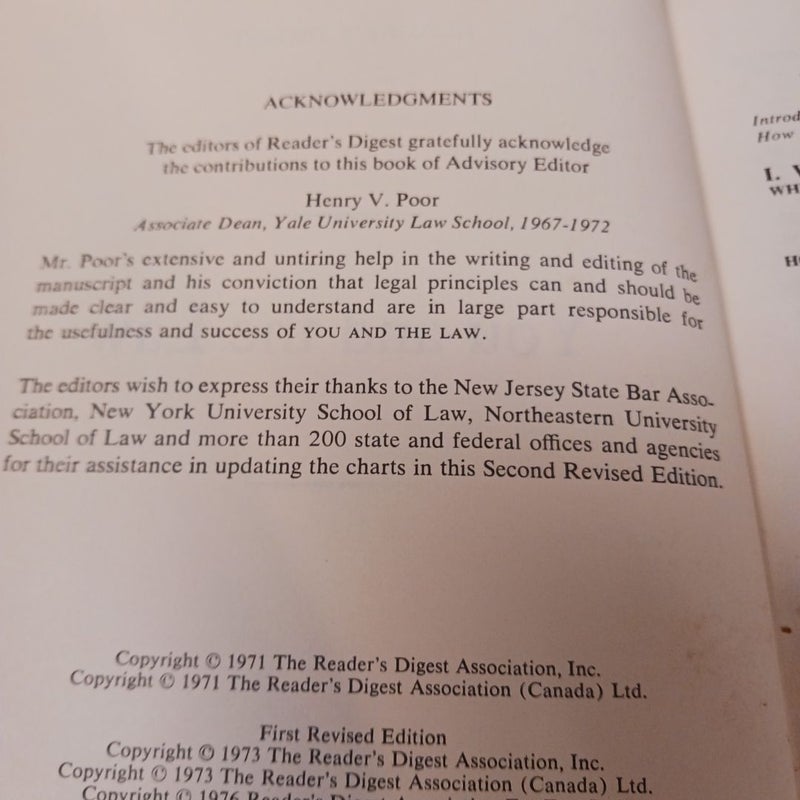 ACKNOWLEDGMENTS
The editors of Reader's Digest gratefully acknowledge
the contributions to this book of Advisory Editor
Henry V. Poor
Associate Dean, Yale University Law School, 1967-1972
Mr. Poor's extensive and untiring help in the writing and editing of the
manuscript and his conviction that legal principles can and should be
made clear and easy to understand are in large part responsible for
the usefulness and success of YOU AND THE LAW.
The editors wish to express their thanks to the New Jersey State Bar Asso-
ciation, New York University School of Law, Northeastern University
School of Law and more than 200 state and federal offices and agencies
for their assistance in updating the charts in this Second Revised Edition.
Copyright © 1971 The Reader's Digest Association, Inc.
Copyright © 1971 The Reader's Digest Association (Canada) Ltd.
First Revised Edition
Copyright © 1973 The Reader's Digest Association, Inc.
Copyright © 1973 The Reader's Digest Association (Canada) Ltd.
Copyright © 1976 Reader's Digest Association
How
I.